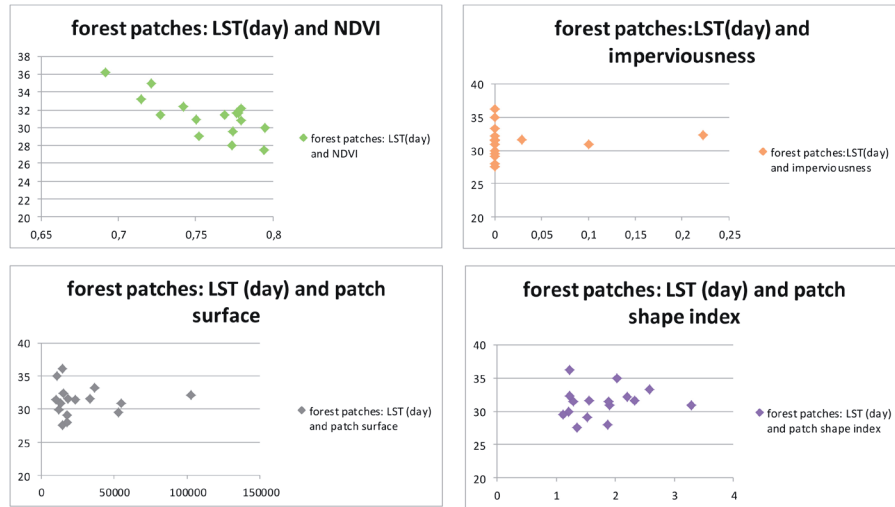 forest patches: LST(day) and NDVI
38
36
34
32
30
28
26
24
22
20
0,65 0,7 0,75 0,8
forest patches: LST(day)
and NDVI
forest patches:LST(day) and
imperviousness
40
35
30
25
20
0 0,05 0,1 0,15 0,2 0,25
forest patches:LST(day)
and imperviousness
forest patches: LST (day) and patch
surface
40
35
30
25
20
0 50000 100000 150000
forest patches: LST (day)
and patch surface
forest patches: LST (day) and patch
shape index
40
35
30
25
20
0 1 2 3 4
forest patches: LST (day)
and patch shape index